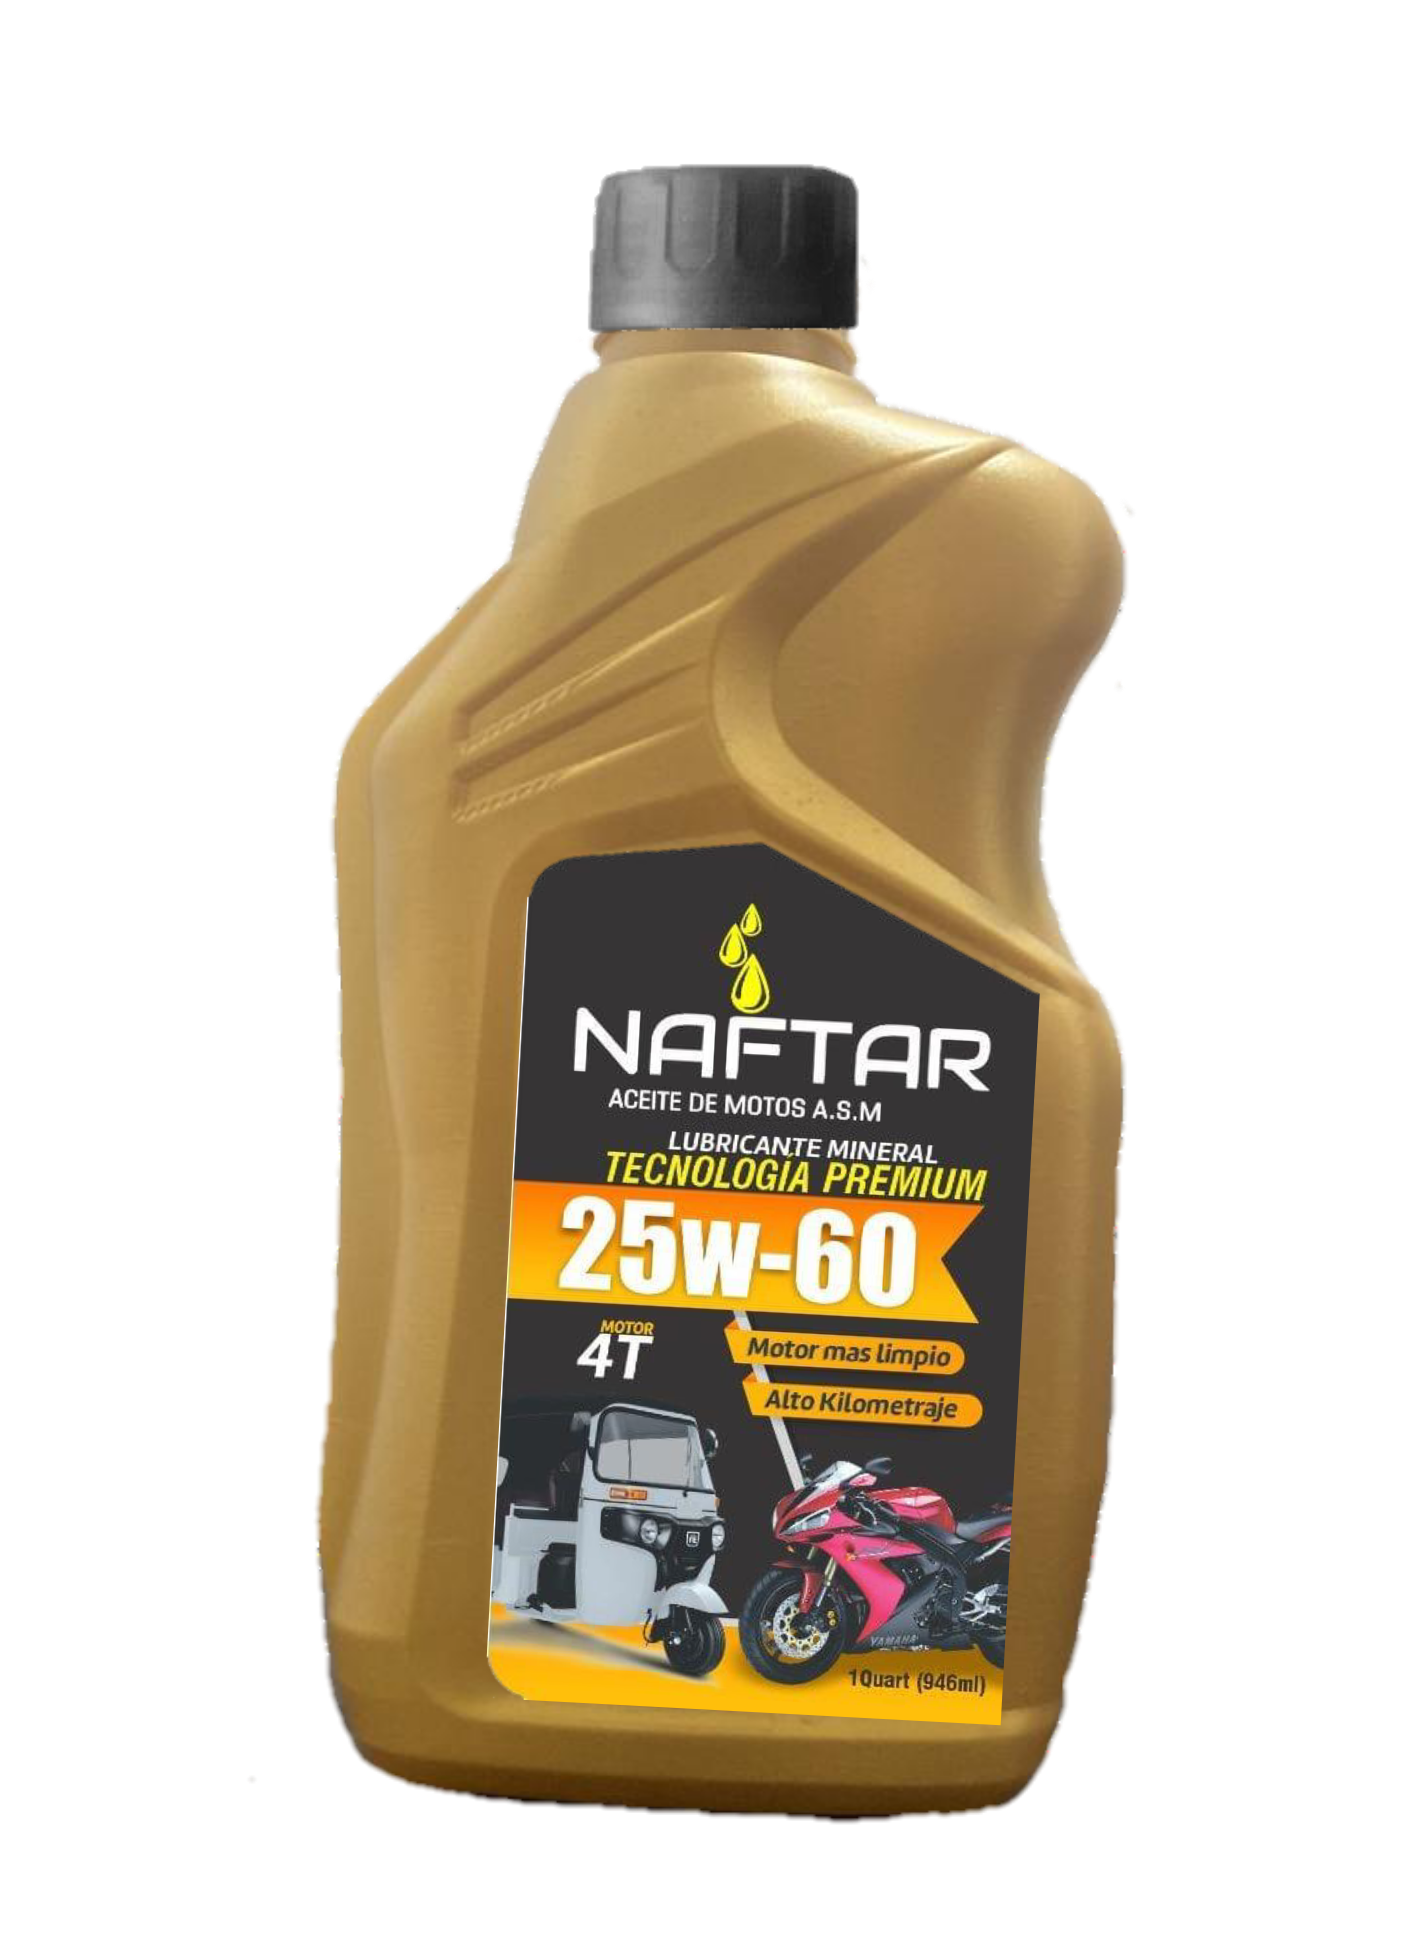 NAFTAR
ACEITE DE MOTOS A.S.M
LUBRICANTE MINERAL
TECNOLOGÍA PREMIUM
25w-60
MOTOR
4T
Motor mas limpio
Alto Kilometraje
YAMAHA
1Quart (946ml)